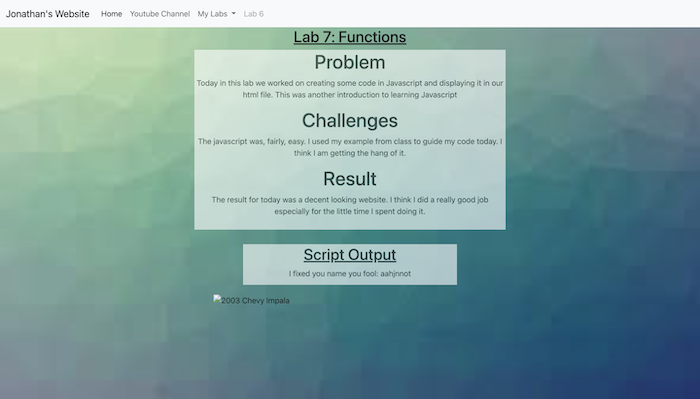 Jonathan's Website Home Youtube Channel My Labs Lab 6
Lab 7: Functions
Problem
Today in this lab we worked on creating some code in Javascript and displaying it in our
html file. This was another introduction to learning Javascript
Challenges
The javascript was, fairly, easy. I used my example from class to guide my code today. I
think I am getting the hang of it.
Result
The result for today was a decent looking website. I think I did a really good job
especially for the little time I spent doing it.
Script Output
I fixed you name you fool: aahjnnot
2003 Chevy Impala